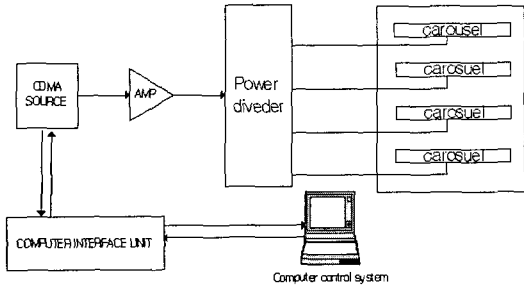 carousel
carosuel
carosuel
carosuel
Power
diveder
CDMA
SOURCE
AMP
COMPUTER INTERFACE UNIT
Computer control system